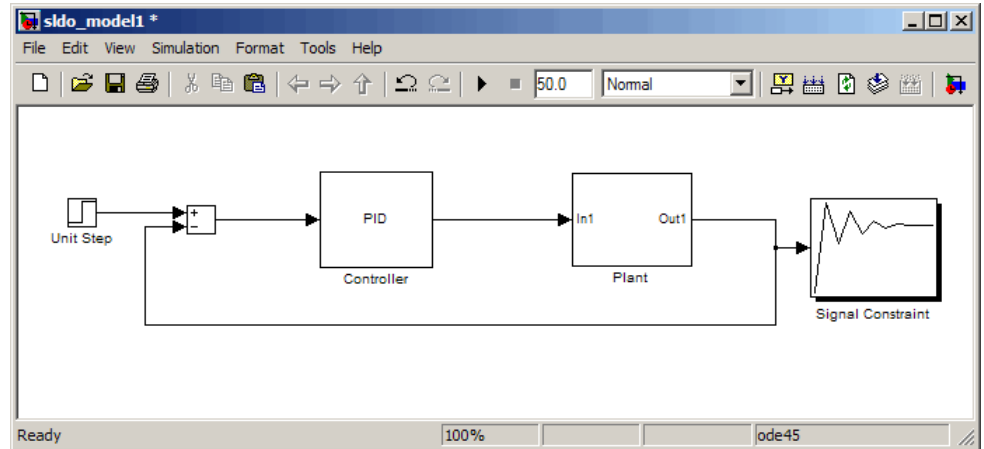 sldo_model1 *
File Edit View Simulation Format Tools Help
50.0 Normal
Unit Step
+
−
PID
Controller
In1 Out1
Plant
Signal Constraint
Ready 100% ode45